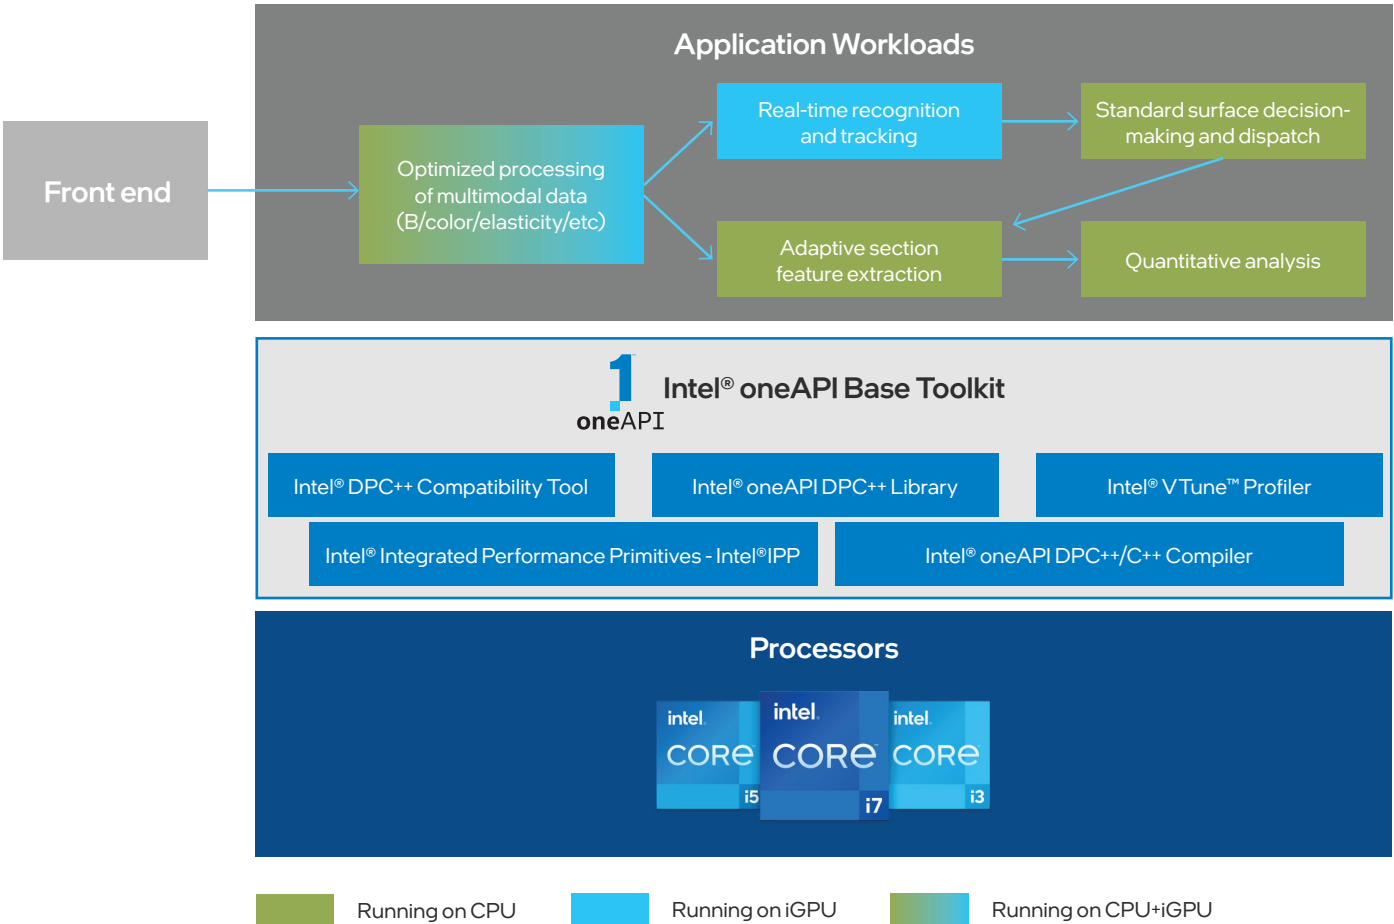 Application Workloads
Front end
Optimized processing
of multimodal data
(B/color/elasticity/etc)
Real-time recognition
and tracking
Standard surface decision-
making and dispatch
Adaptive section
feature extraction
Quantitative analysis
oneAPI
Intel® oneAPI Base Toolkit
Intel® DPC++ Compatibility Tool
Intel® oneAPI DPC++ Library
Intel® VTune™ Profiler
Intel® Integrated Performance Primitives - Intel®IPP
Intel® oneAPI DPC++/C++ Compiler
Processors
intel.
CORe
i5
intel.
CORe™
i7
intel.
CORe™
i3
Running on CPU
Running on iGPU
Running on CPU+iGPU